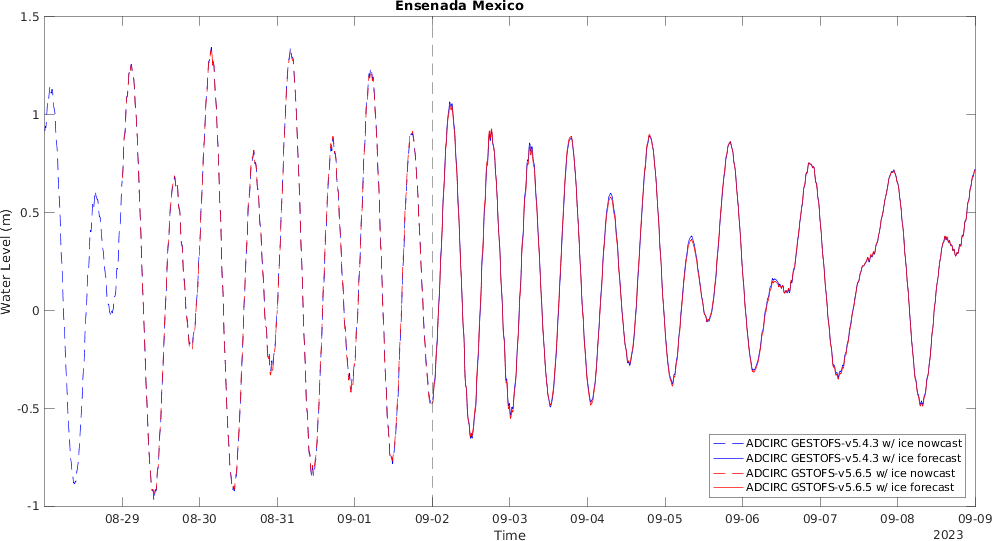 Ensenada Mexico
1.5
1
0.5
0
-0.5
-1
Water Level (m)
ADCIRC GESTOFS-v5.4.3 w/ ice nowcast
ADCIRC GESTOFS-v5.4.3 w/ ice forecast
ADCIRC GSTOFS-v5.6.5 w/ ice nowcast
ADCIRC GSTOFS-v5.6.5 w/ ice forecast
08-29 08-30 08-31 09-01 09-02 09-03 09-04 09-05 09-06 09-07 09-08 09-09
Time
2023